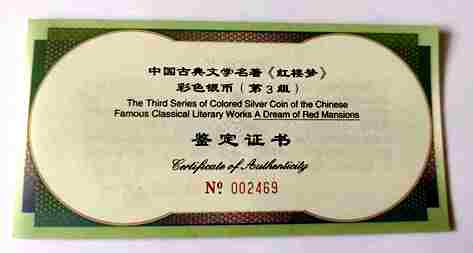 中国古典文学名著《红楼梦》
彩色银币（第3组）
The Third Series of Colored Silver Coin of the Chinese
Famous Classical Literary Works A Dream of Red Mansions
鉴定证书
Certificate of Authenticity
Nº 002469